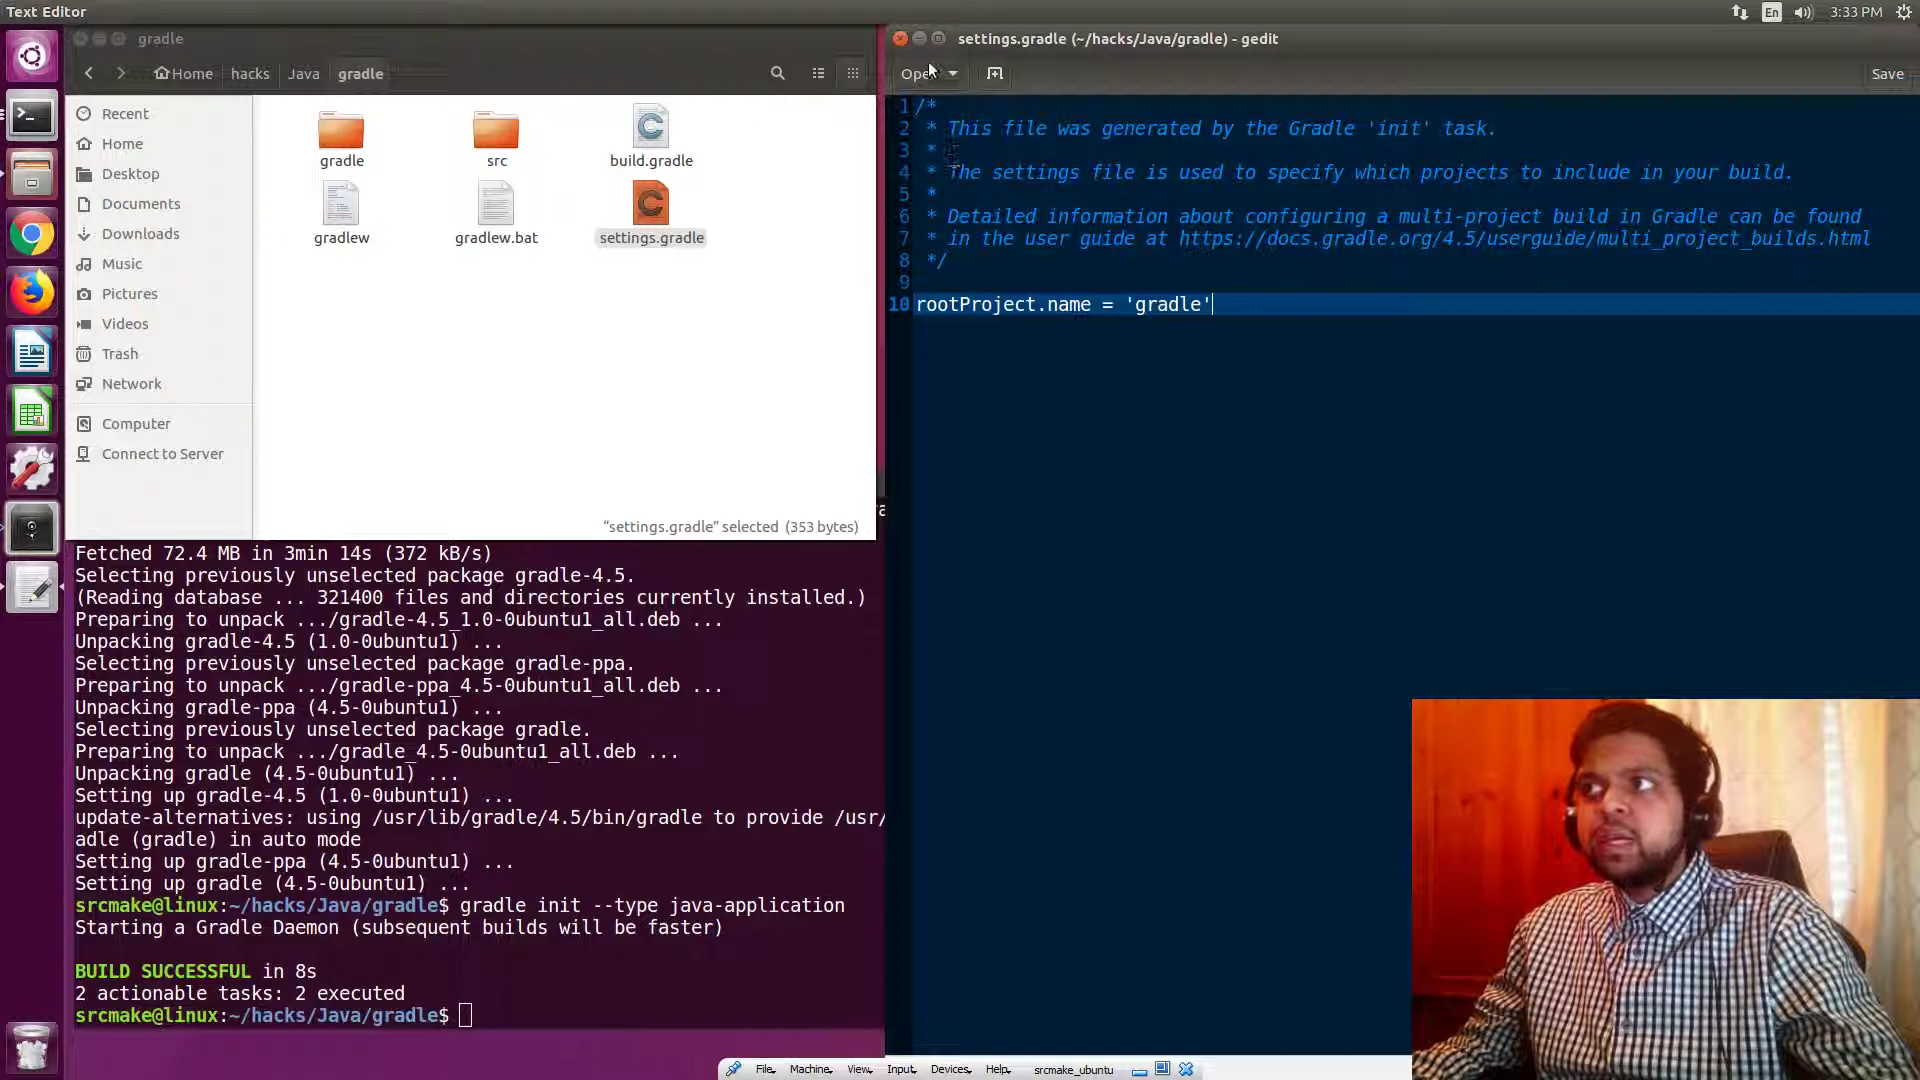 Text Editor
En
3:33 PM
gradle
Home
hacks
Java
gradle
Recent
Home
Desktop
Documents
Downloads
Music
Pictures
Videos
Trash
Network
Computer
Connect to Server
gradle
src
build.gradle
gradlew
gradlew.bat
settings.gradle
"settings.gradle" selected (353 bytes)
Fetched 72.4 MB in 3min 14s (372 kB/s)
Selecting previously unselected package gradle-4.5.
(Reading database ... 321400 files and directories currently installed.)
Preparing to unpack .../gradle-4.5_1.0-0ubuntu1_all.deb ...
Unpacking gradle-4.5 (1.0-0ubuntu1) ...
Selecting previously unselected package gradle-ppa.
Preparing to unpack .../gradle-ppa_4.5-0ubuntu1_all.deb ...
Unpacking gradle-ppa (4.5-0ubuntu1) ...
Selecting previously unselected package gradle.
Preparing to unpack .../gradle_4.5-0ubuntu1_all.deb ...
Unpacking gradle (4.5-0ubuntu1) ...
Setting up gradle-4.5 (1.0-0ubuntu1) ...
update-alternatives: using /usr/lib/gradle/4.5/bin/gradle to provide /usr/
adle (gradle) in auto mode
Setting up gradle-ppa (4.5-0ubuntu1) ...
Setting up gradle (4.5-0ubuntu1) ...
srcmake@linux:~/hacks/Java/gradle$ gradle init --type java-application
Starting a Gradle Daemon (subsequent builds will be faster)
BUILD SUCCESSFUL in 8s
2 actionable tasks: 2 executed
srcmake@linux:~/hacks/Java/gradle$
settings.gradle (~/hacks/Java/gradle) - gedit
Open
Save
1 /*
2 * This file was generated by the Gradle 'init' task.
3 *
4 * The settings file is used to specify which projects to include in your build.
5 *
6 * Detailed information about configuring a multi-project build in Gradle can be found
7 * in the user guide at https://docs.gradle.org/4.5/userguide/multi_project_builds.html
8 */
9
10 rootProject.name = 'gradle'
File
Machine
View
Input
Devices
Help
srcmake_ubuntu